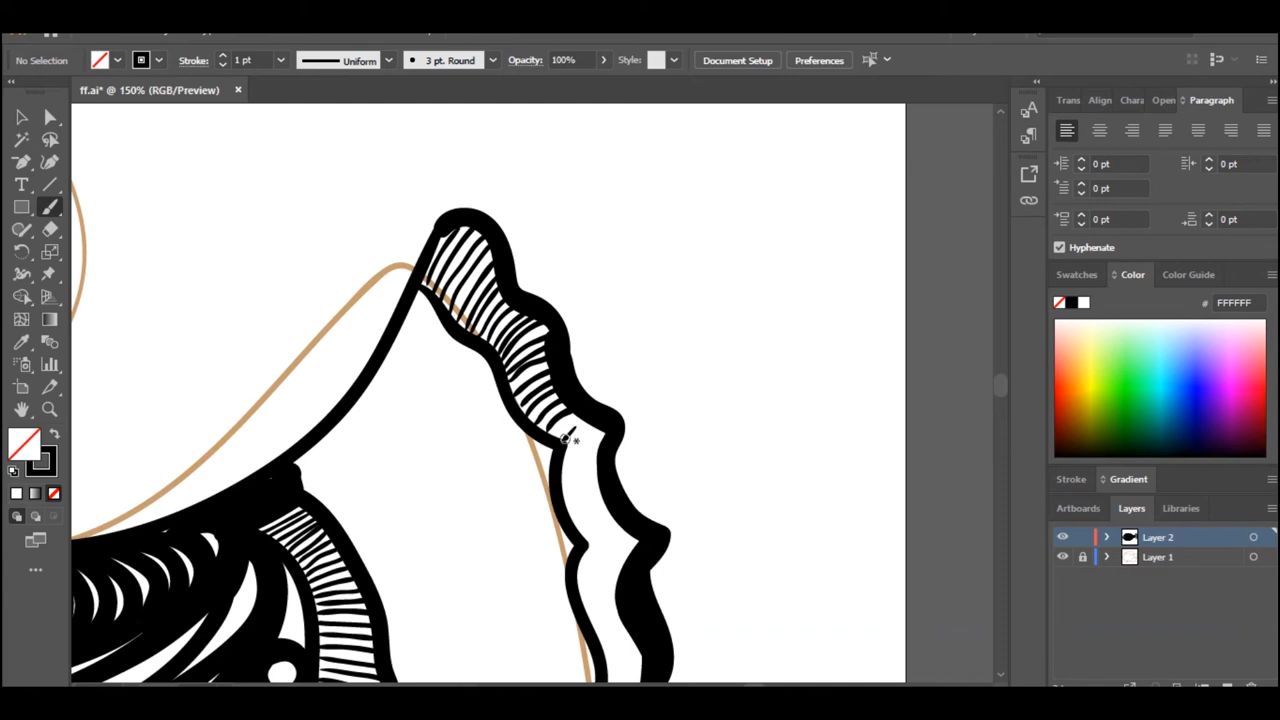 No Selection Stroke: 1 pt Uniform 3 pt. Round Opacity: 100% Style: Document Setup Preferences
ff.ai* @ 150% (RGB/Preview) ×
Trans Align Chara Open Paragraph
0 pt 0 pt
0 pt
0 pt 0 pt
Hyphenate
Swatches Color Color Guide
# FFFFFF
Stroke Gradient
Artboards Layers Libraries
Layer 2
Layer 1